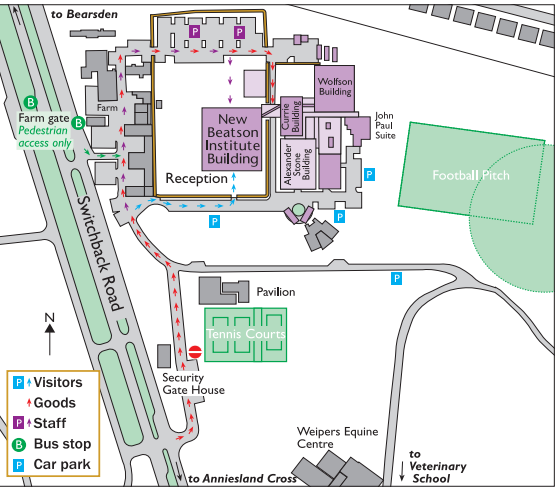 to Bearsden
P
P
B
Farm gate
Pedestrian
access only
B
Farm
New
Beatson
Institute
Building
Reception
Wolfson
Building
Currie
Building
Alexander
Stone
Building
John
Paul
Suite
P
P
P
P
Football Pitch
Switchback Road
N
Pavilion
Tennis Courts
Security
Gate House
P Visitors
Goods
P Staff
B Bus stop
P Car park
Weipers Equine
Centre
to Anniesland Cross
to
Veterinary
School